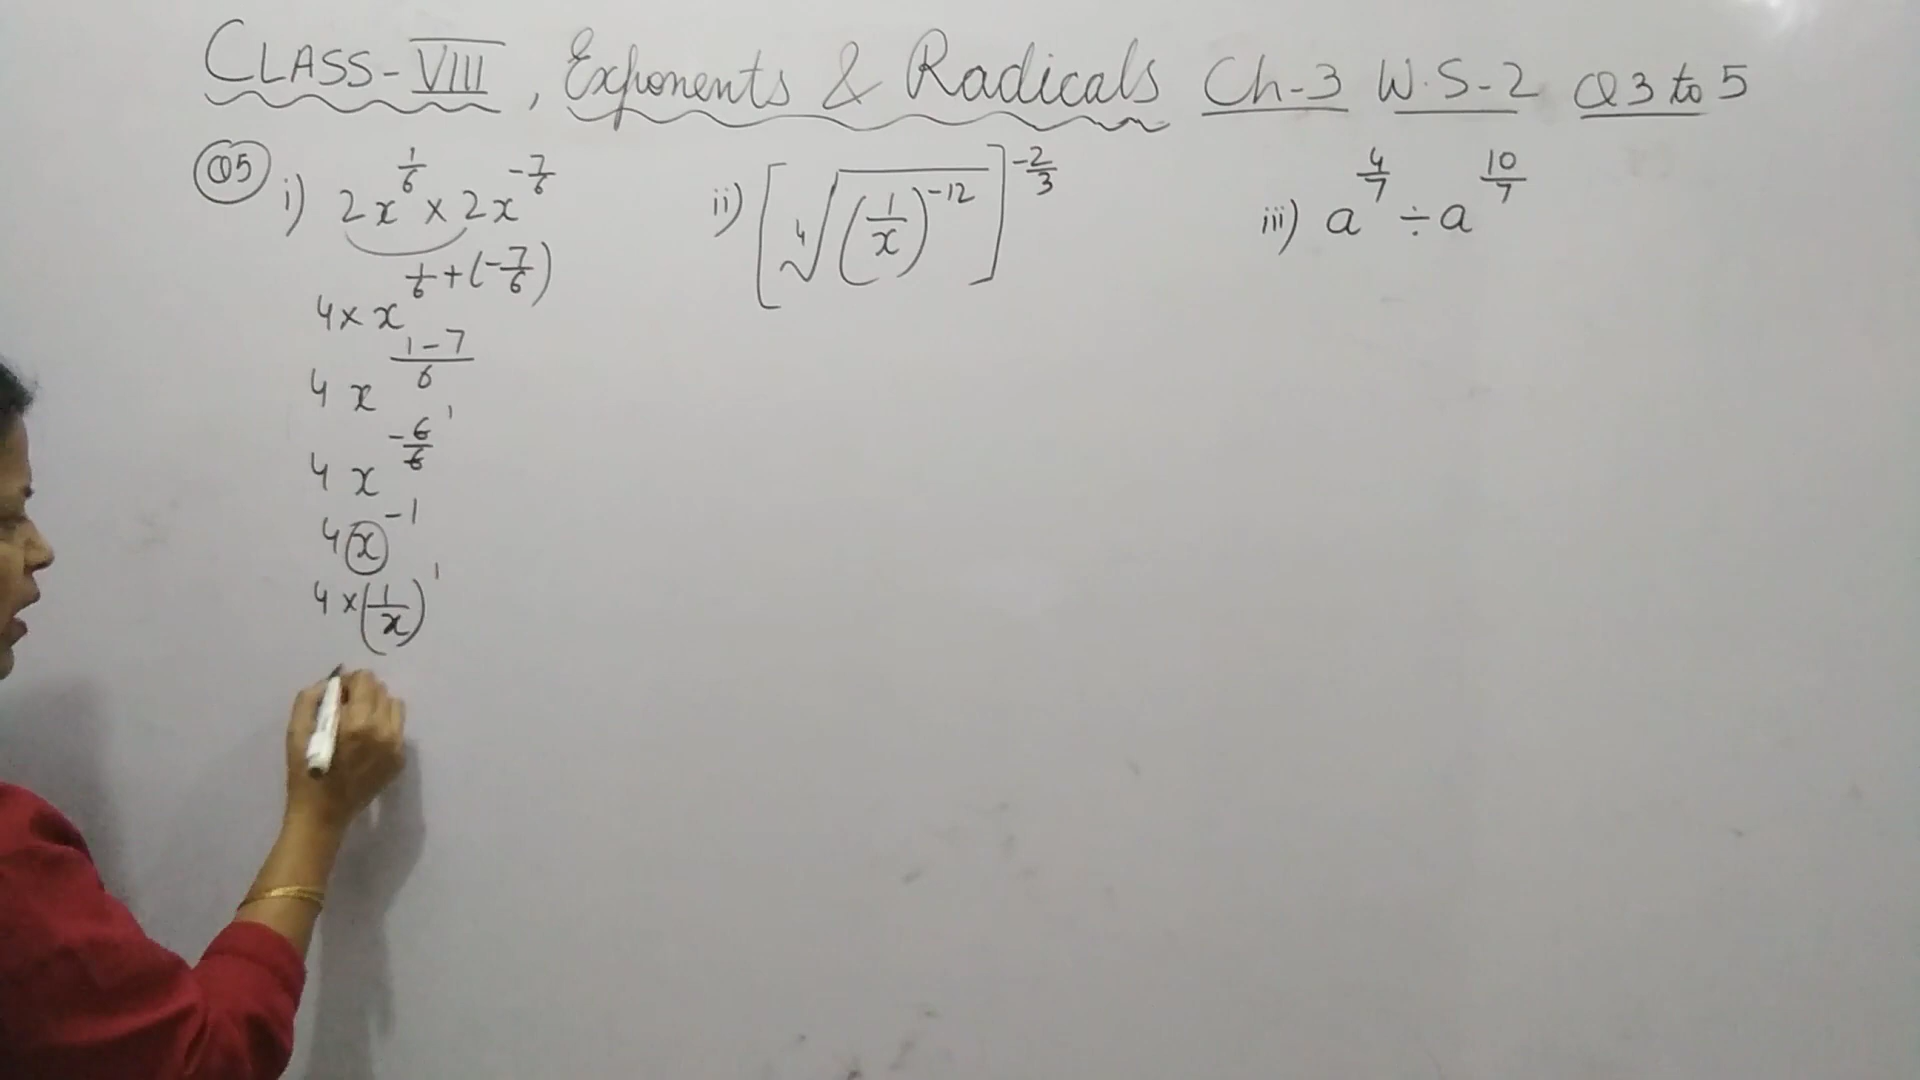 CLASS-VIII, Exponents & Radicals Ch-3 W.S-2 Q3 to 5
Q5 i) 2x^{1/6} × 2x^{-7/6}
4 × x^{1/6+(-7/6)}
4 x^{(1-7)/6}
4 x^{-6/6} 1
4(x)^{-1}
4 × (1/x)^{1}
ii) [∜((1/x)^{-12})]^{-2/3}
iii) a^{4/7} ÷ a^{10/7}